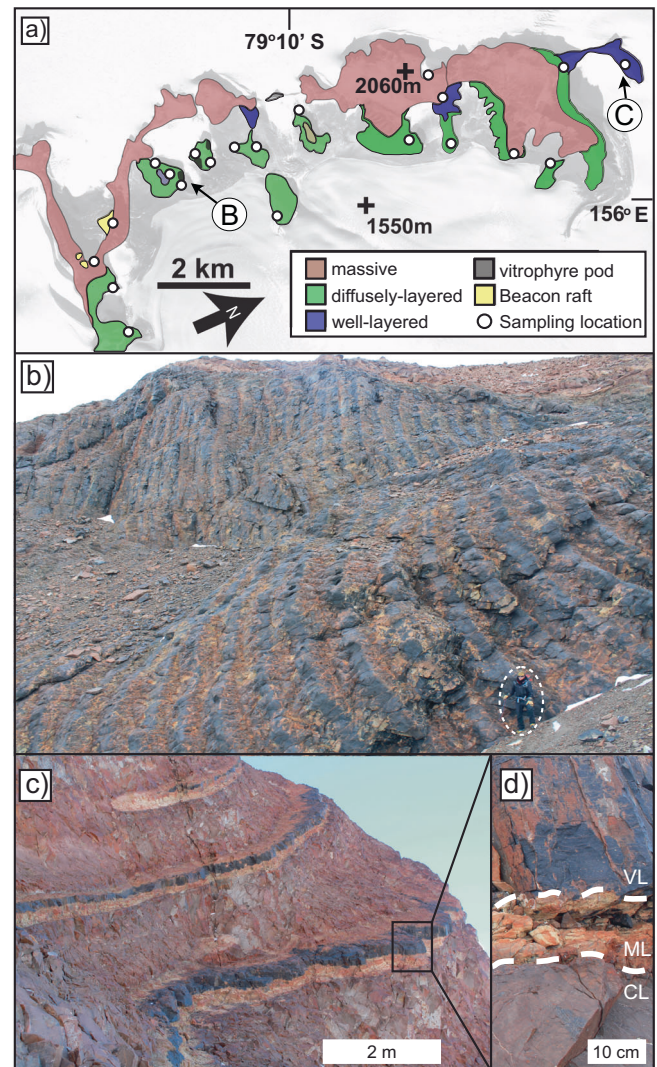 a)
79°10' S
2060m
C
B
1550m
156° E
2 km
N
massive
diffusely-layered
well-layered
vitrophyre pod
Beacon raft
Sampling location
b)
c)
2 m
d)
VL
ML
CL
10 cm